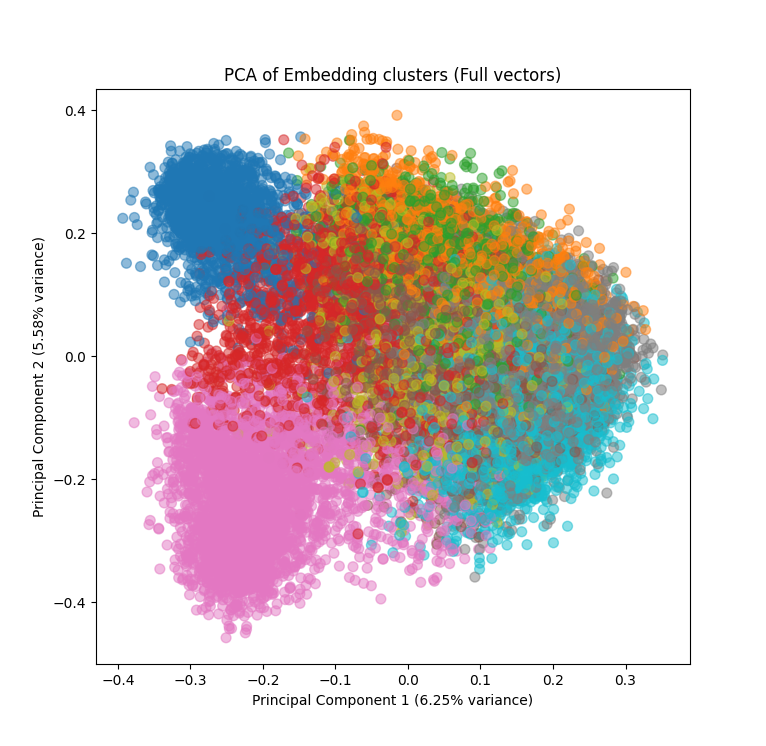 PCA of Embedding clusters (Full vectors)
Principal Component 2 (5.58% variance)
0.4
0.2
0.0
−0.2
−0.4
−0.4 −0.3 −0.2 −0.1 0.0 0.1 0.2 0.3
Principal Component 1 (6.25% variance)